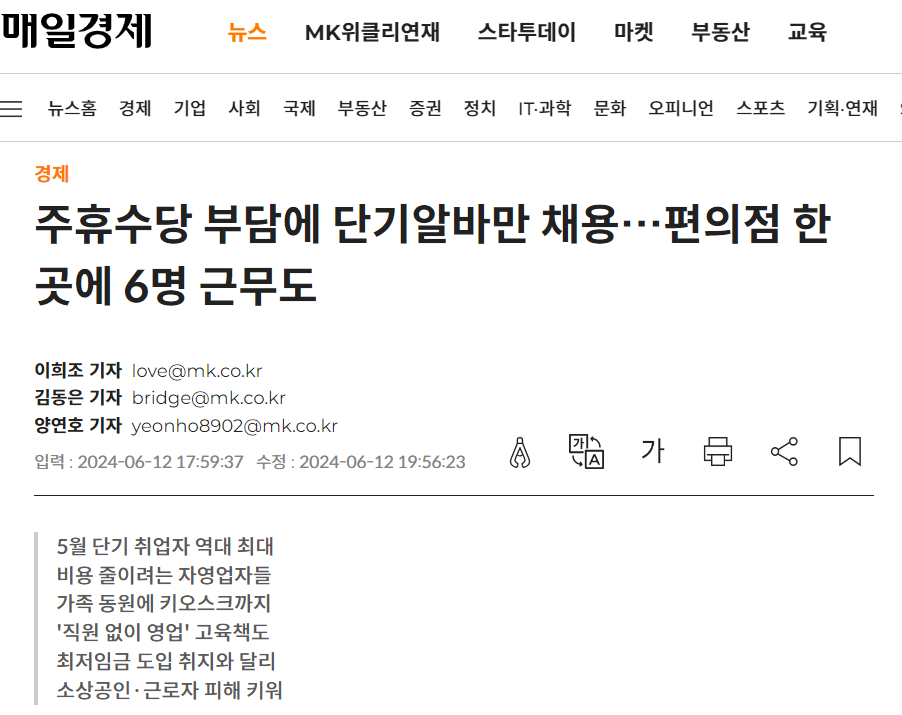 매일경제
뉴스 MK위클리연재 스타투데이 마켓 부동산 교육
뉴스홈 경제 기업 사회 국제 부동산 증권 정치 IT·과학 문화 오피니언 스포츠 기획·연재
경제
주휴수당 부담에 단기알바만 채용…편의점 한
곳에 6명 근무도
이희조 기자 love@mk.co.kr
김동은 기자 bridge@mk.co.kr
양연호 기자 yeonho8902@mk.co.kr
입력 : 2024-06-12 17:59:37 수정 : 2024-06-12 19:56:23
가 A 가
5월 단기 취업자 역대 최대
비용 줄이려는 자영업자들
가족 동원에 키오스크까지
'직원 없이 영업' 고육책도
최저임금 도입 취지와 달리
소상공인·근로자 피해 키워